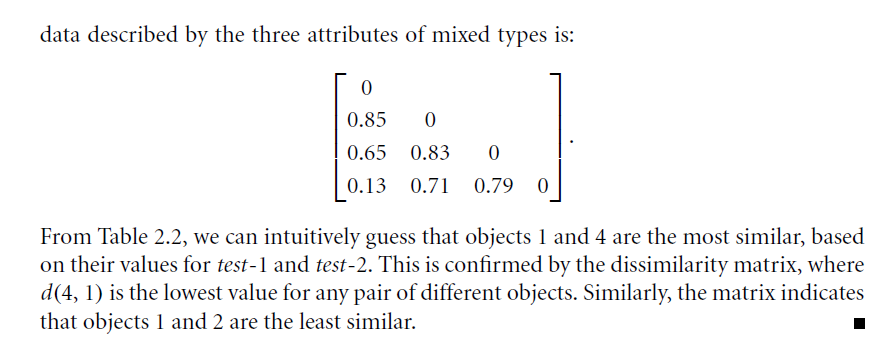 data described by the three attributes of mixed types is:
0
0.85 0
0.65 0.83 0
0.13 0.71 0.79 0
.
From Table 2.2, we can intuitively guess that objects 1 and 4 are the most similar, based
on their values for test-1 and test-2. This is confirmed by the dissimilarity matrix, where
d(4, 1) is the lowest value for any pair of different objects. Similarly, the matrix indicates
that objects 1 and 2 are the least similar. ■